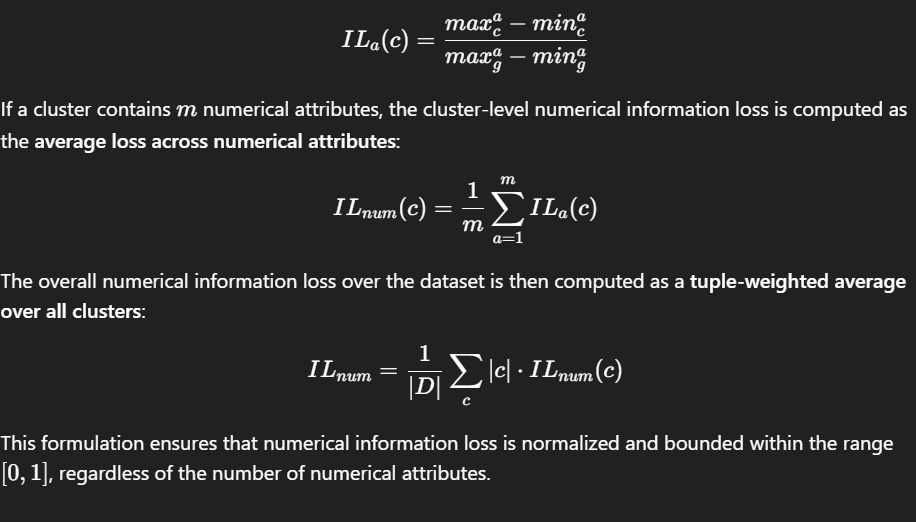 IL_a(c) = \frac{max_c^a - min_c^a}{max_g^a - min_g^a}
If a cluster contains m numerical attributes, the cluster-level numerical information loss is computed as
the average loss across numerical attributes:
IL_{num}(c) = \frac{1}{m} \sum_{a=1}^{m} IL_a(c)
The overall numerical information loss over the dataset is then computed as a tuple-weighted average
over all clusters:
IL_{num} = \frac{1}{|D|} \sum_{c} |c| \cdot IL_{num}(c)
This formulation ensures that numerical information loss is normalized and bounded within the range
[0, 1], regardless of the number of numerical attributes.